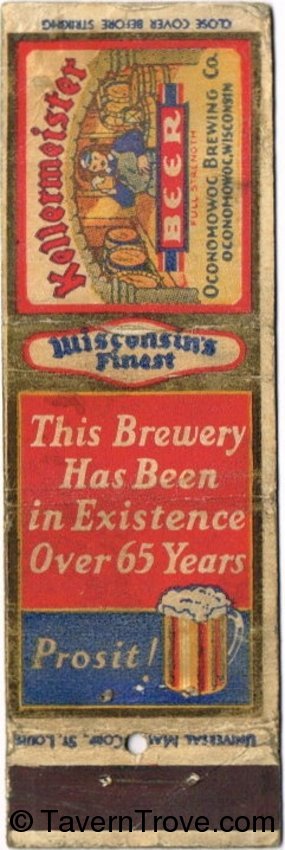 CLOSE COVER BEFORE STRIKING
Kellermeister
BEER
FULL STRENGTH
OCONOMOWOC BREWING CO.
OCONOMOWOC, WISCONSIN
Wisconsin's
Finest
This Brewery
Has Been
in Existence
Over 65 Years
Prosit!
UNIVERSAL MATCH CORP., ST. LOUIS
© TavernTrove.com